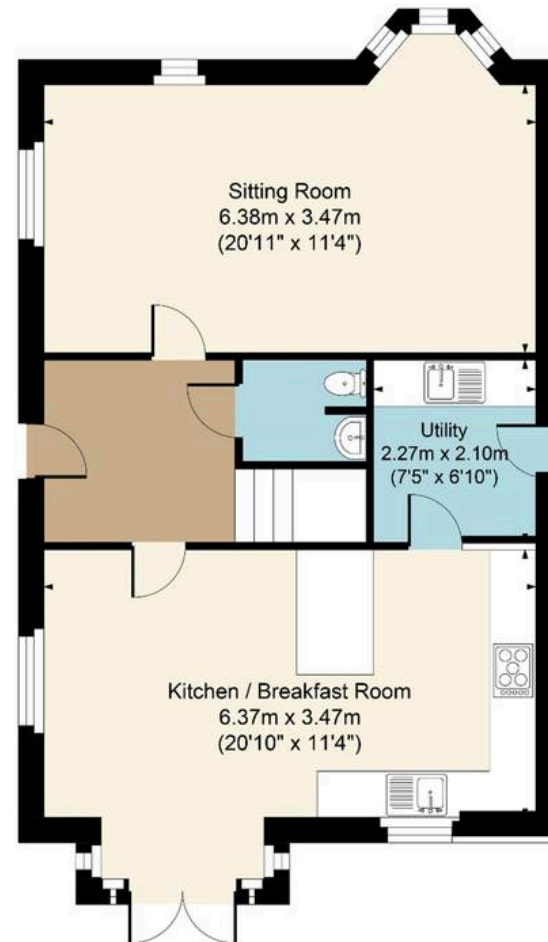 Sitting Room
6.38m x 3.47m
(20'11" x 11'4")
Utility
2.27m x 2.10m
(7'5" x 6'10")
Kitchen / Breakfast Room
6.37m x 3.47m
(20'10" x 11'4")